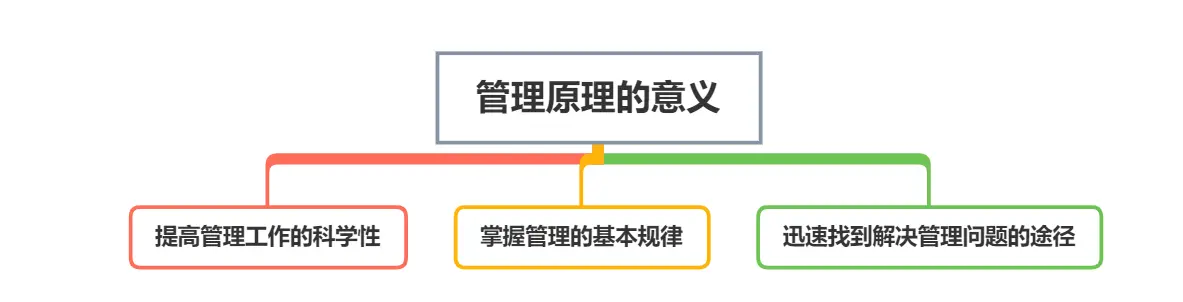 管理原理的意义
提高管理工作的科学性
掌握管理的基本规律
迅速找到解决管理问题的途径